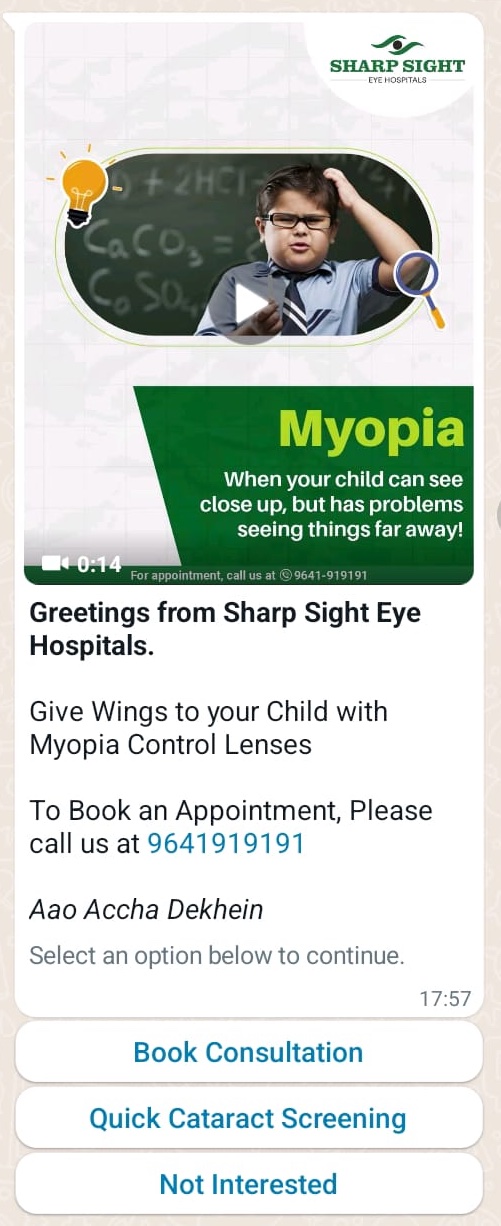 SHARP SIGHT
EYE HOSPITALS
CaCO₃ =
Myopia
When your child can see
close up, but has problems
seeing things far away!
0:14
For appointment, call us at 9641-919191
Greetings from Sharp Sight Eye
Hospitals.
Give Wings to your Child with
Myopia Control Lenses
To Book an Appointment, Please
call us at 9641919191
Aao Accha Dekhein
Select an option below to continue.
17:57
Book Consultation
Quick Cataract Screening
Not Interested